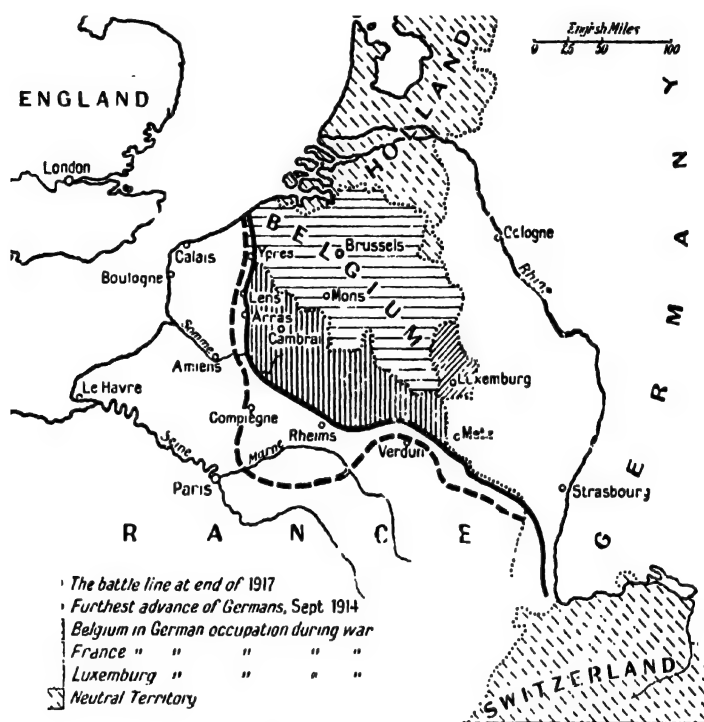 English Miles
0 25 50 100
ENGLAND
London
HOLLAND
GERMANY
BELGIUM
Brussels
Cologne
Rhine
Calais
Ypres
Boulogne
Lens
Mons
Arras
Cambrai
Somme
Amiens
Luxemburg
Le Havre
Compiègne
Rheims
Metz
Verdun
Seine
Marne
Paris
Strasbourg
RANCE
SWITZERLAND
The battle line at end of 1917
Furthest advance of Germans, Sept 1914
Belgium in German occupation during war
France " " " " "
Luxemburg " " " "
Neutral Territory